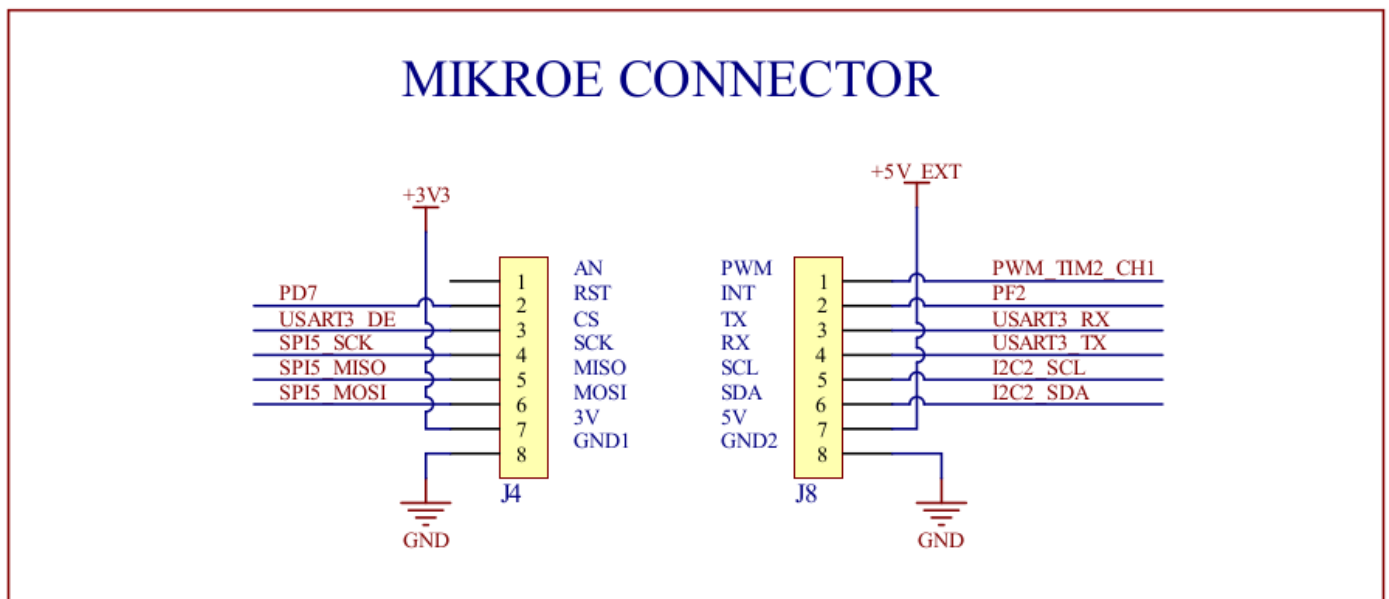 MIKROE CONNECTOR
+3V3
+5V_EXT
AN
PWM
1
1
PWM_TIM2_CH1
PD7
2
RST
INT
2
PF2
USART3_DE
3
CS
TX
3
USART3_RX
SPI5_SCK
4
SCK
RX
4
USART3_TX
SPI5_MISO
5
MISO
SCL
5
I2C2_SCL
SPI5_MOSI
6
MOSI
SDA
6
I2C2_SDA
7
3V
5V
7
8
GND1
GND2
8
J4
J8
GND
GND